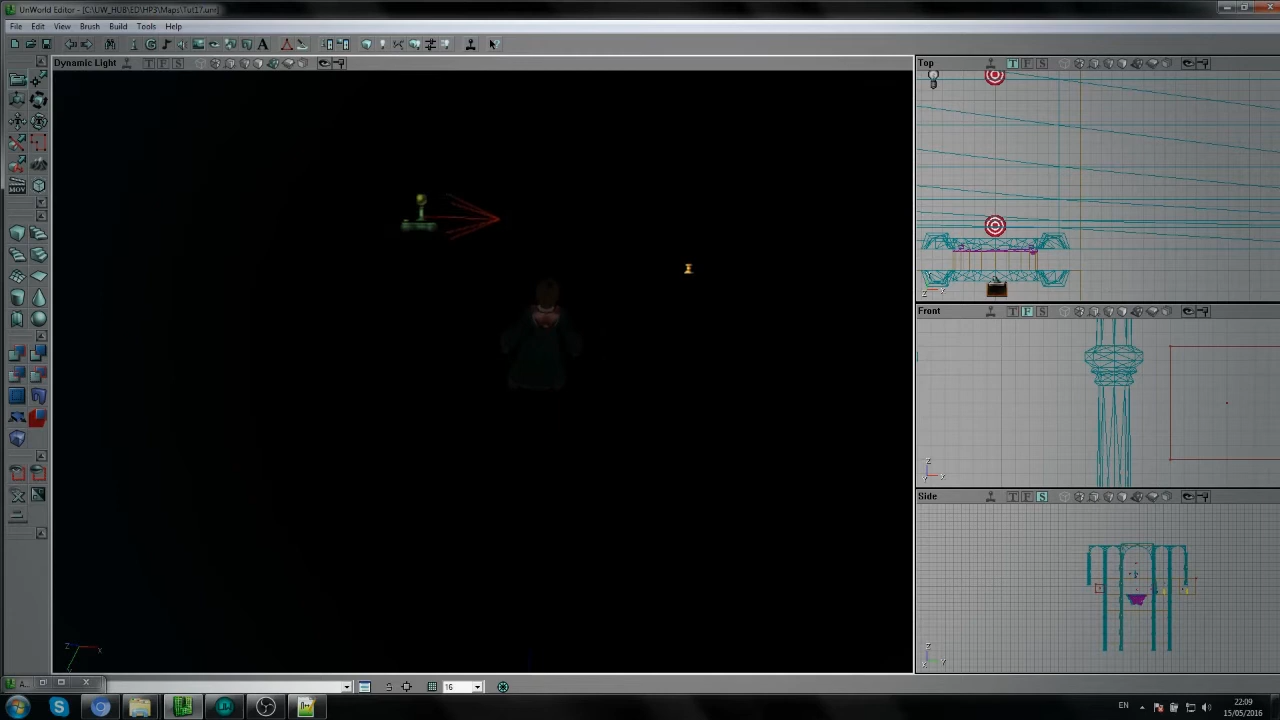 UnWorld Editor - [C:\UW_HUB\ED\HP3\Maps\Tut17.unr]
File Edit View Brush Build Tools Help
Dynamic Light T F S
Top T F S
Front T F S
Side T F S
MOV
16
EN
22:09
15/05/2016